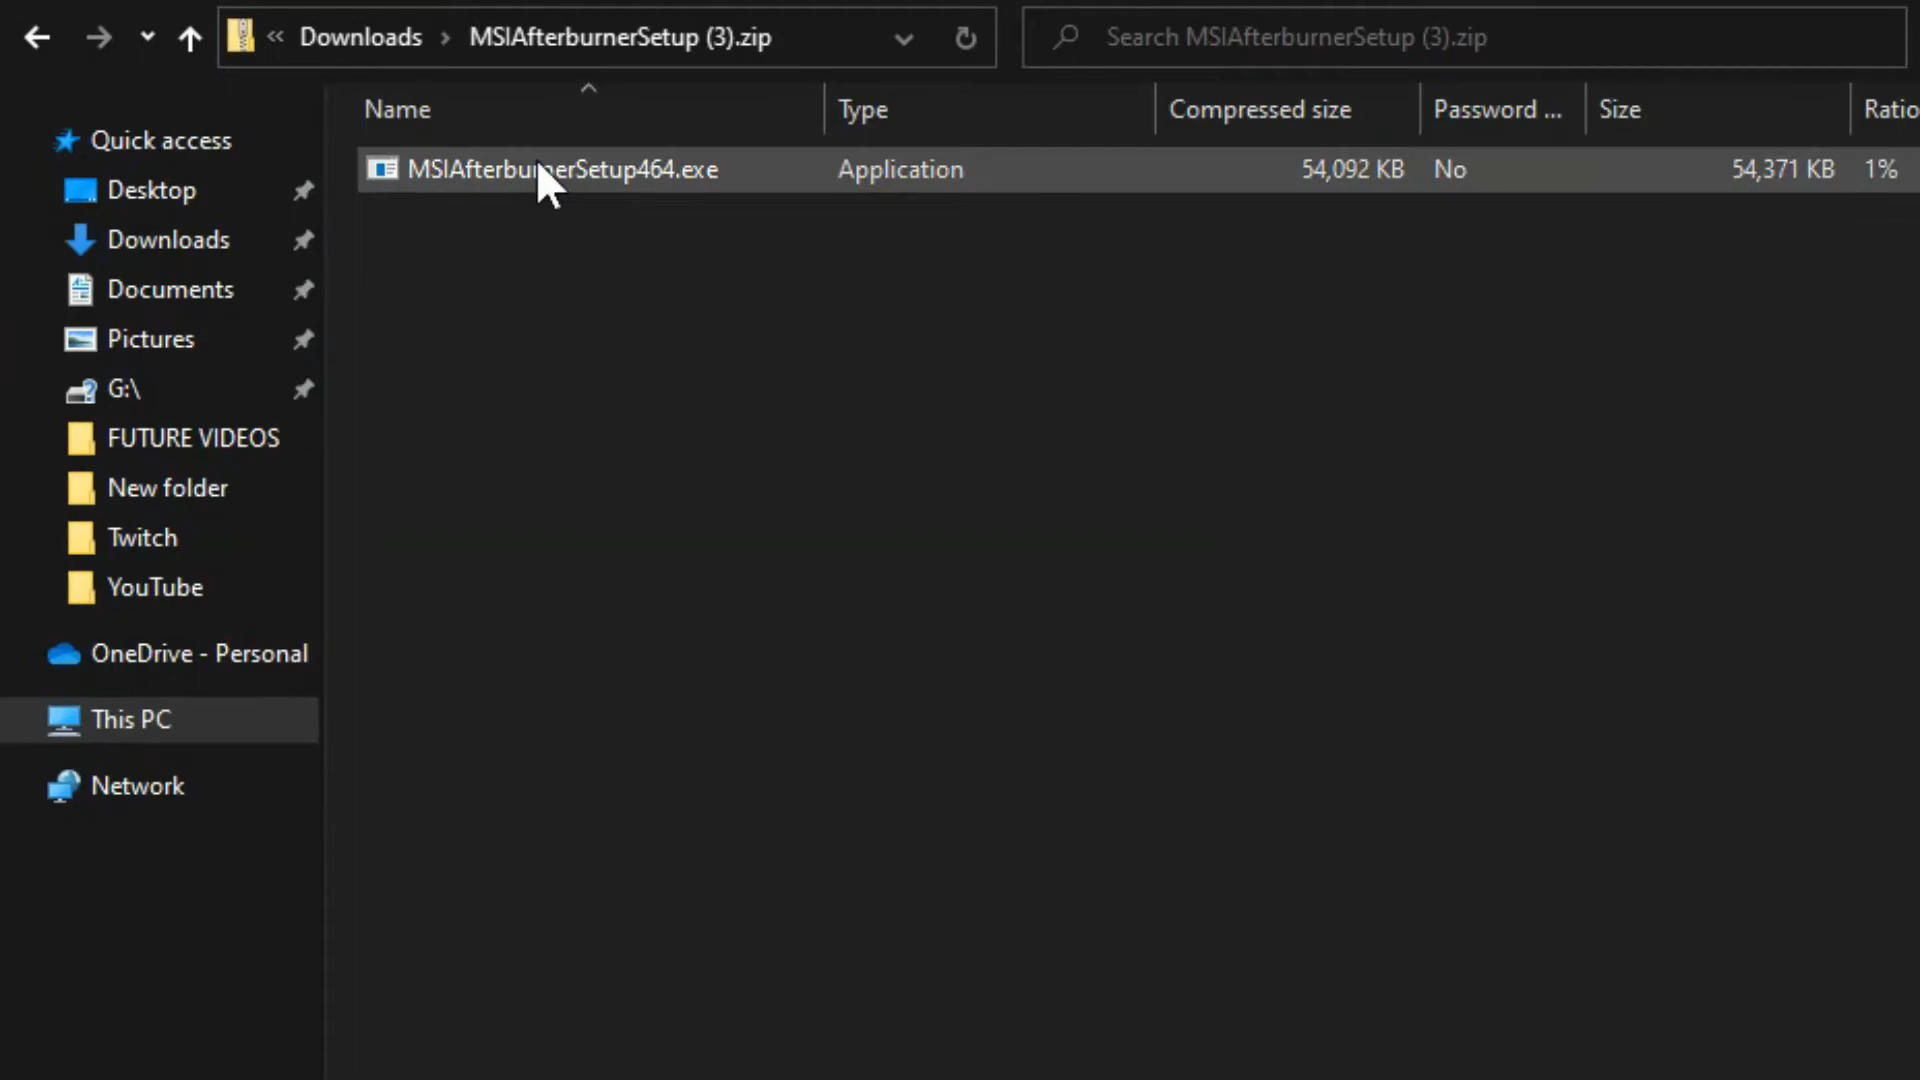 « Downloads › MSIAfterburnerSetup (3).zip
Search MSIAfterburnerSetup (3).zip
Name Type Compressed size Password ... Size Ratio
MSIAfterburnerSetup464.exe Application 54,092 KB No 54,371 KB 1%
Quick access
Desktop
Downloads
Documents
Pictures
G:\
FUTURE VIDEOS
New folder
Twitch
YouTube
OneDrive - Personal
This PC
Network